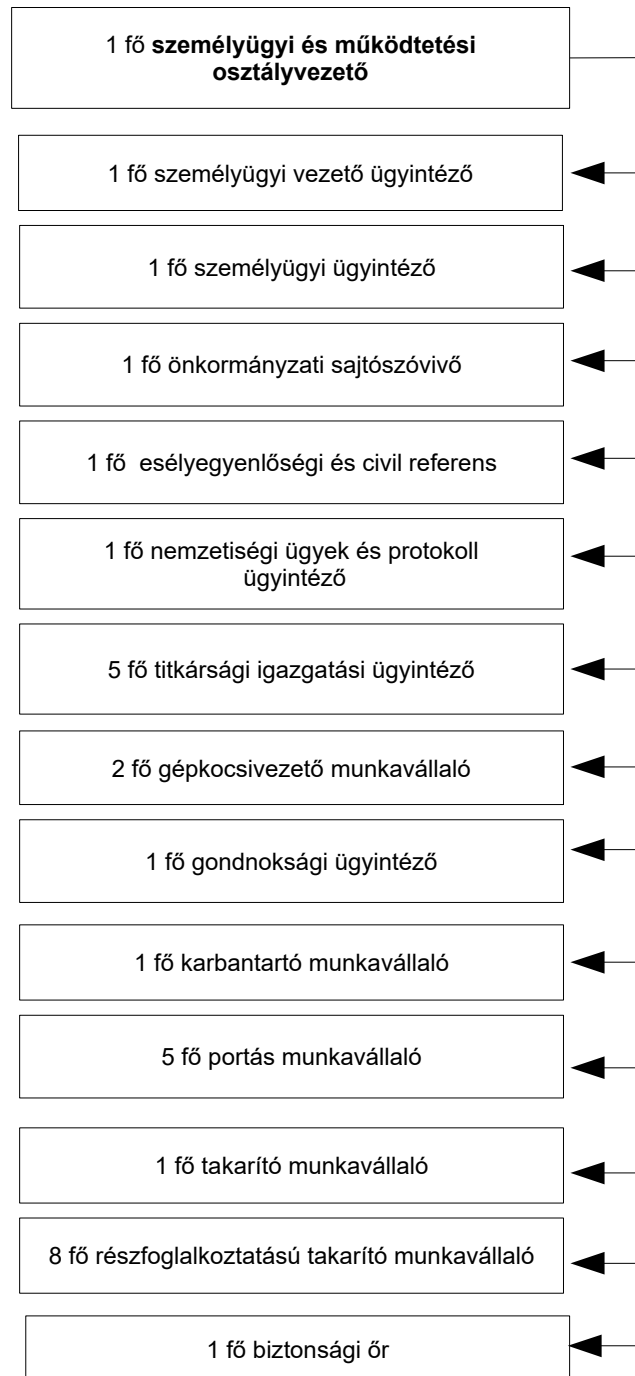 1 fő személyügyi és működtetési
osztályvezető
1 fő személyügyi vezető ügyintéző
1 fő személyügyi ügyintéző
1 fő önkormányzati sajtószóvivő
1 fő esélyegyenlőségi és civil referens
1 fő nemzetiségi ügyek és protokoll
ügyintéző
5 fő titkársági igazgatási ügyintéző
2 fő gépkocsivezető munkavállaló
1 fő gondnoksági ügyintéző
1 fő karbantartó munkavállaló
5 fő portás munkavállaló
1 fő takarító munkavállaló
8 fő részfoglalkoztatású takarító munkavállaló
1 fő biztonsági őr